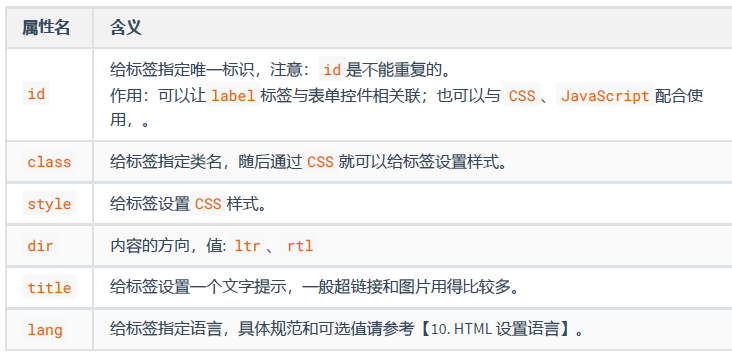 属性名 含义
id 给标签指定唯一标识，注意：id 是不能重复的。
作用：可以让 label 标签与表单控件相关联；也可以与 CSS 、 JavaScript 配合使
用，。
class 给标签指定类名，随后通过 CSS 就可以给标签设置样式。
style 给标签设置 CSS 样式。
dir 内容的方向，值: ltr 、 rtl
title 给标签设置一个文字提示，一般超链接和图片用得比较多。
lang 给标签指定语言，具体规范和可选值请参考【10. HTML 设置语言】。